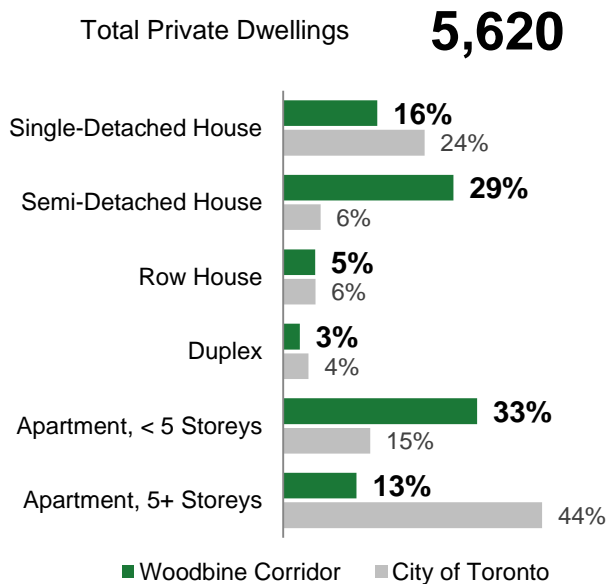 Total Private Dwellings 5,620
Single-Detached House 16%
24%
Semi-Detached House 29%
6%
Row House 5%
6%
Duplex 3%
4%
Apartment, < 5 Storeys 33%
15%
Apartment, 5+ Storeys 13%
44%
Woodbine Corridor City of Toronto